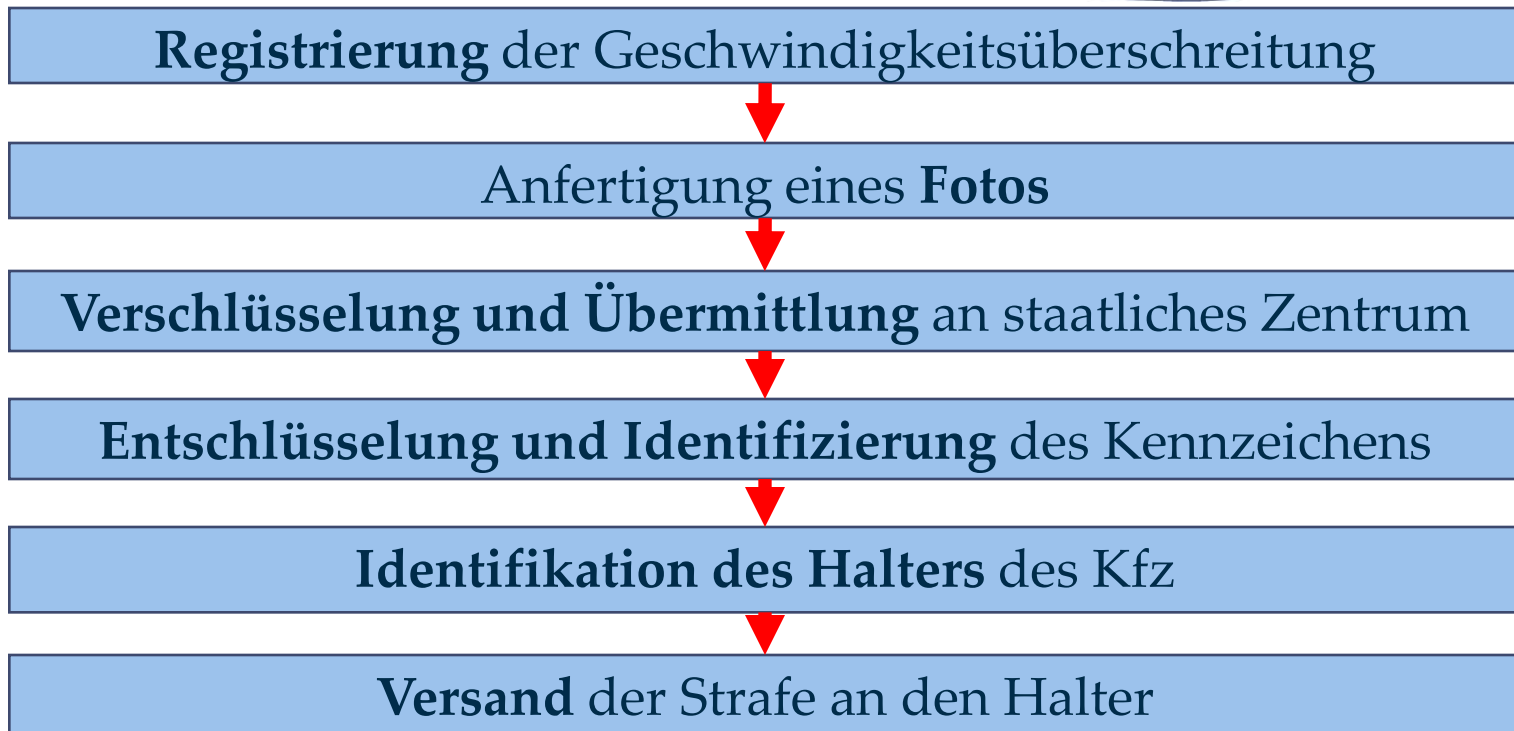 Registrierung der Geschwindigkeitsüberschreitung
Anfertigung eines Fotos
Verschlüsselung und Übermittlung an staatliches Zentrum
Entschlüsselung und Identifizierung des Kennzeichens
Identifikation des Halters des Kfz
Versand der Strafe an den Halter